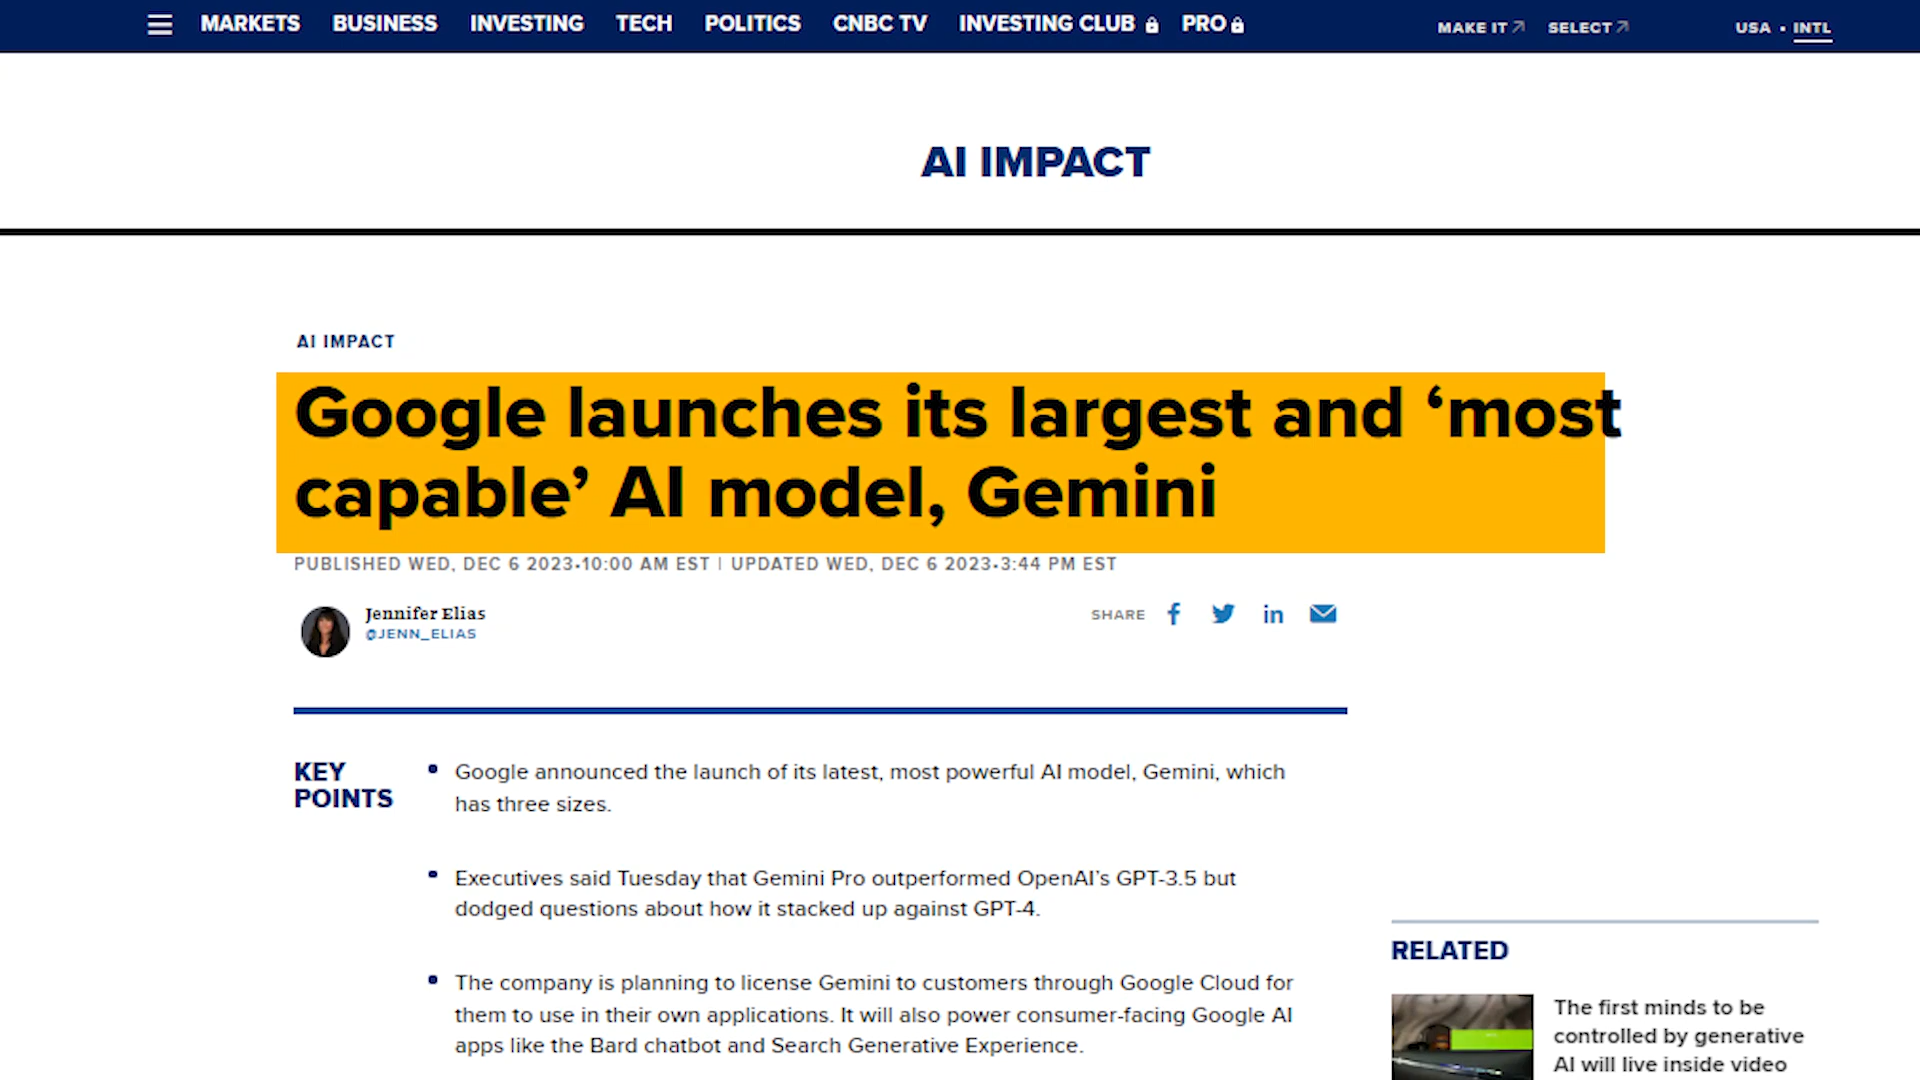 MARKETS BUSINESS INVESTING TECH POLITICS CNBC TV INVESTING CLUB PRO MAKE IT SELECT USA • INTL
AI IMPACT
AI IMPACT
Google launches its largest and ‘most
capable’ AI model, Gemini
PUBLISHED WED, DEC 6 2023•10:00 AM EST | UPDATED WED, DEC 6 2023•3:44 PM EST
Jennifer Elias
@JENN_ELIAS
SHARE
KEY
POINTS
Google announced the launch of its latest, most powerful AI model, Gemini, which
has three sizes.
Executives said Tuesday that Gemini Pro outperformed OpenAI’s GPT-3.5 but
dodged questions about how it stacked up against GPT-4.
The company is planning to license Gemini to customers through Google Cloud for
them to use in their own applications. It will also power consumer-facing Google AI
apps like the Bard chatbot and Search Generative Experience.
RELATED
The first minds to be
controlled by generative
AI will live inside video